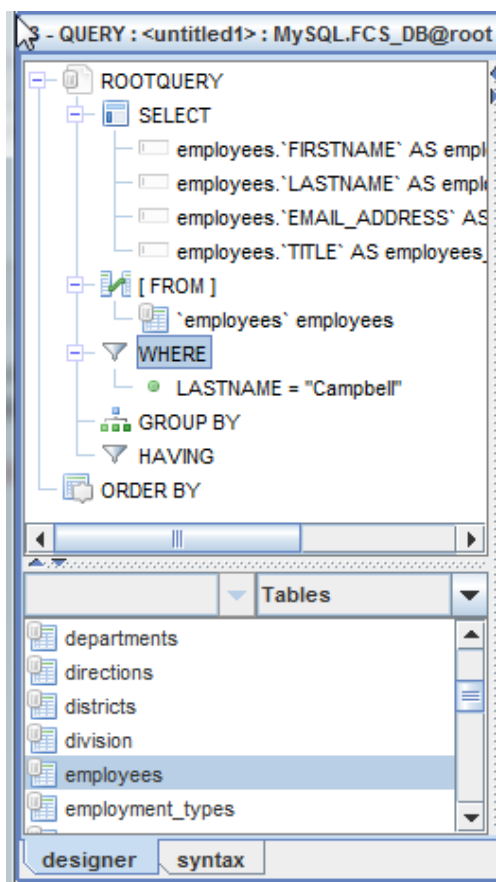 3 - QUERY : <untitled1> : MySQL.FCS_DB@root
ROOTQUERY
SELECT
employees.`FIRSTNAME` AS empl
employees.`LASTNAME` AS empl
employees.`EMAIL_ADDRESS` AS
employees.`TITLE` AS employees_
[ FROM ]
`employees` employees
WHERE
LASTNAME = "Campbell"
GROUP BY
HAVING
ORDER BY
Tables
departments
directions
districts
division
employees
employment_types
designer syntax